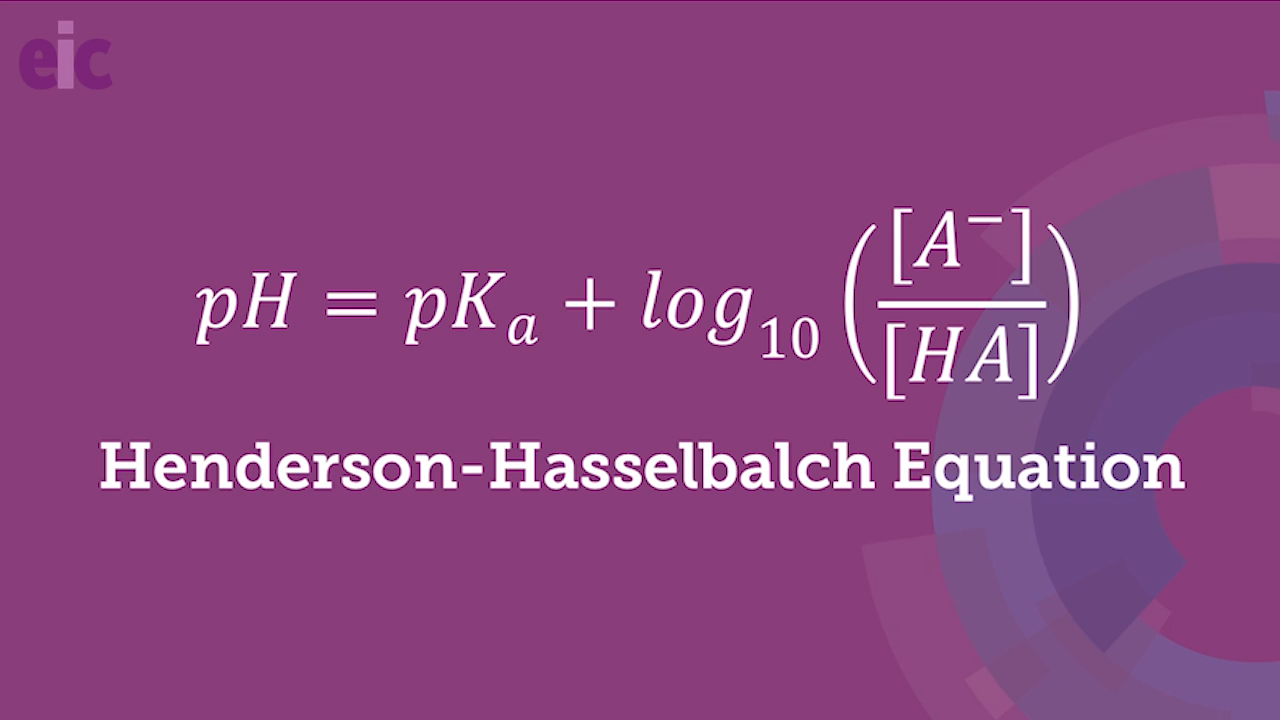 eic
pH = pKₐ + log₁₀ ([A⁻]/[HA])
Henderson-Hasselbalch Equation